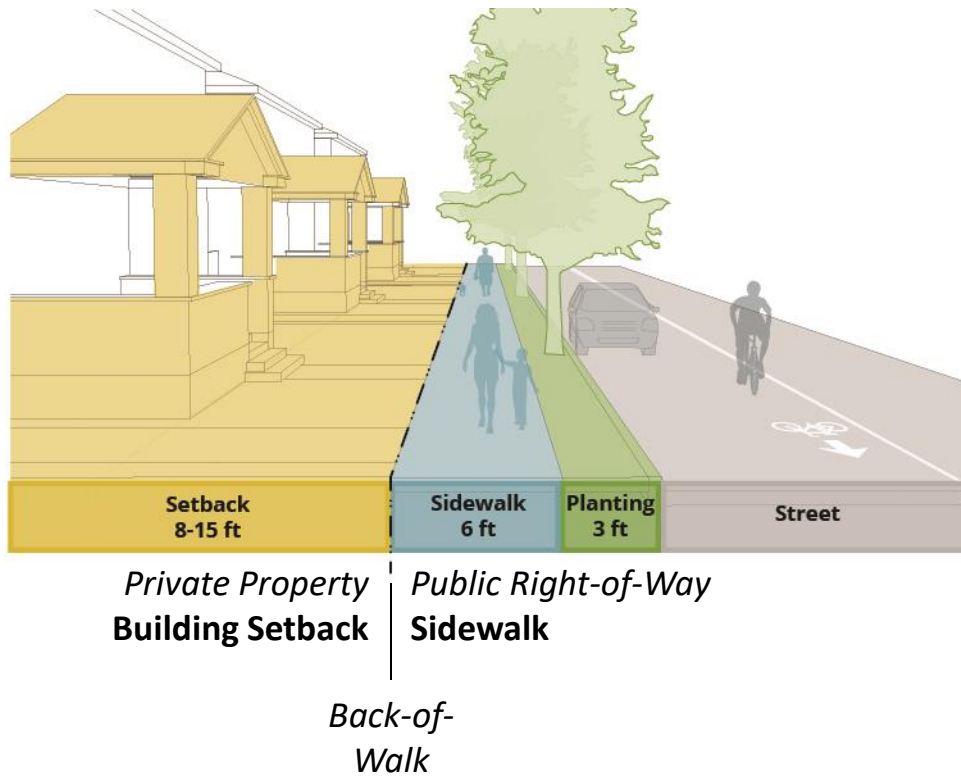 Setback
8-15 ft
Sidewalk
6 ft
Planting
3 ft
Street
Private Property
Building Setback
Public Right-of-Way
Sidewalk
Back-of-
Walk